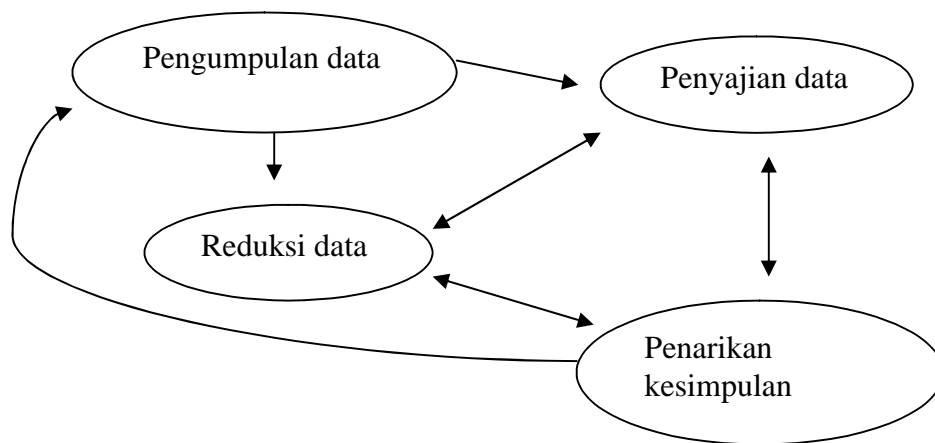 Pengumpulan data
Penyajian data
Reduksi data
Penarikan
kesimpulan